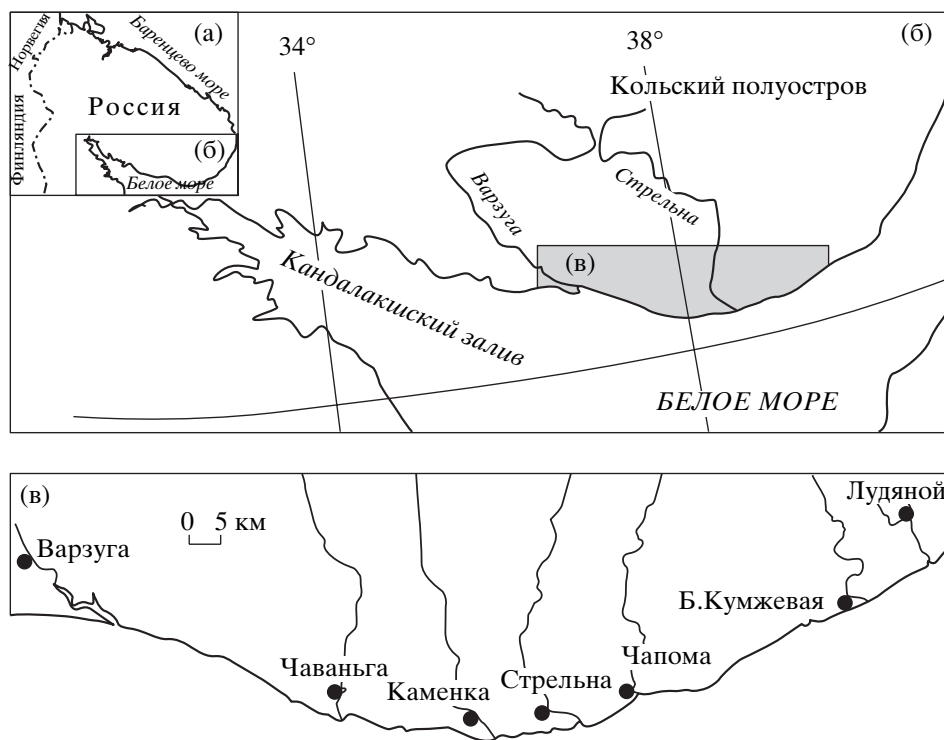 (а)
Норвегия
Баренцево море
Россия
Финляндия
(б)
Белое море
34°
38°
(б)
Кольский полуостров
Варзуга
Стрельна
(в)
Кандалакшский залив
БЕЛОЕ МОРЕ
(в)
0 5 км
Лудяной
Варзуга
Б.Кумжевая
Чаваньга
Каменка
Стрельна
Чапома